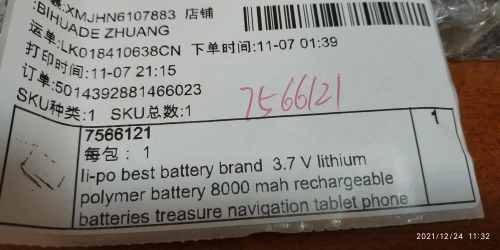 :XMJHN6107883 店铺
:BIHUADE ZHUANG
运单:LK018410638CN 下单时间:11-07 01:39
打印时间:11-07 21:15
订单:5014392881466023
SKU种类:1 SKU总数:1
7566121
7566121
1
每包: 1
li-po best battery brand 3.7 V lithium
polymer battery 8000 mah rechargeable
batteries treasure navigation tablet phone
2021/12/24 11:32